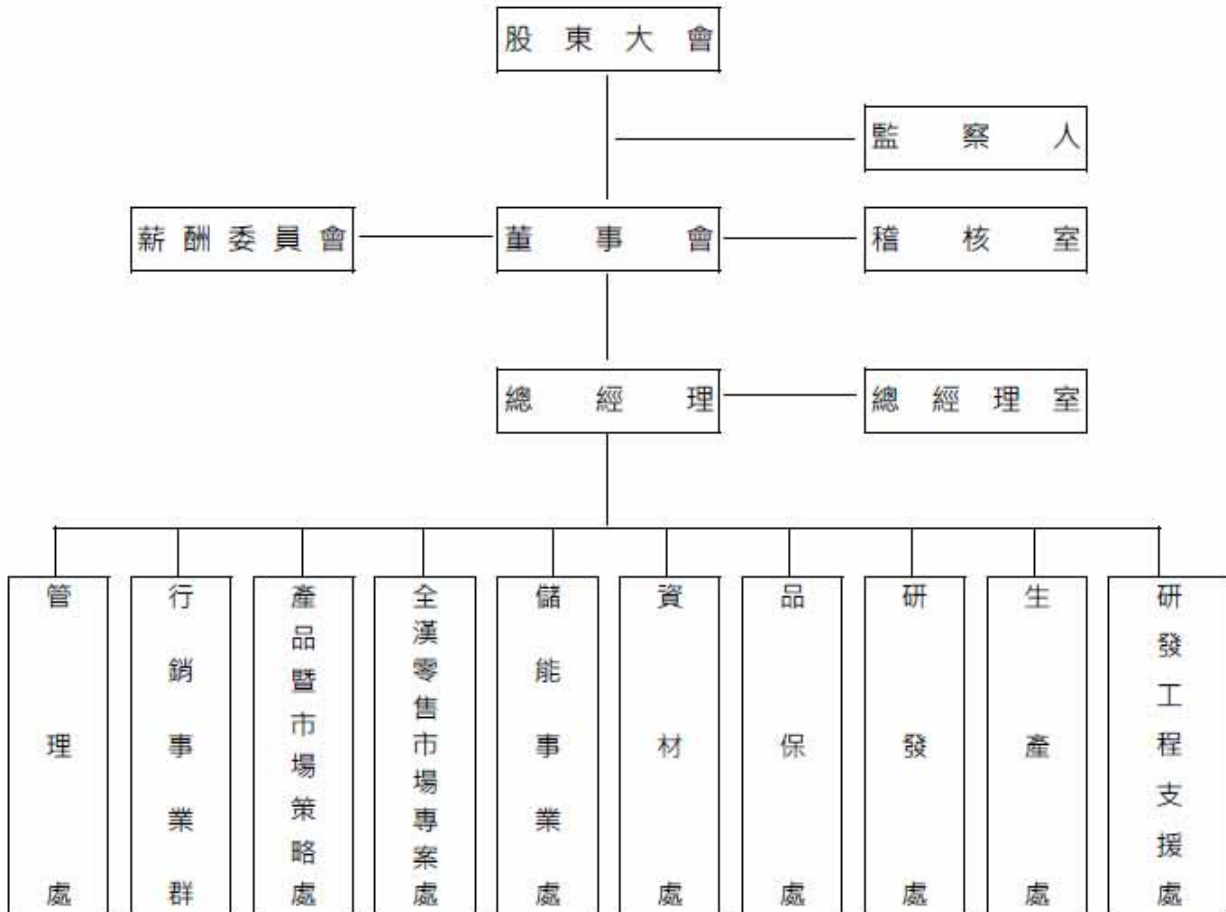 股東大會
監察人
薪酬委員會
董事會
稽核室
總經理
總經理室
管理處
行銷事業群
產品暨市場策略處
全漢零售市場專案處
儲能事業處
資材處
品保處
研發處
生產處
研發工程支援處